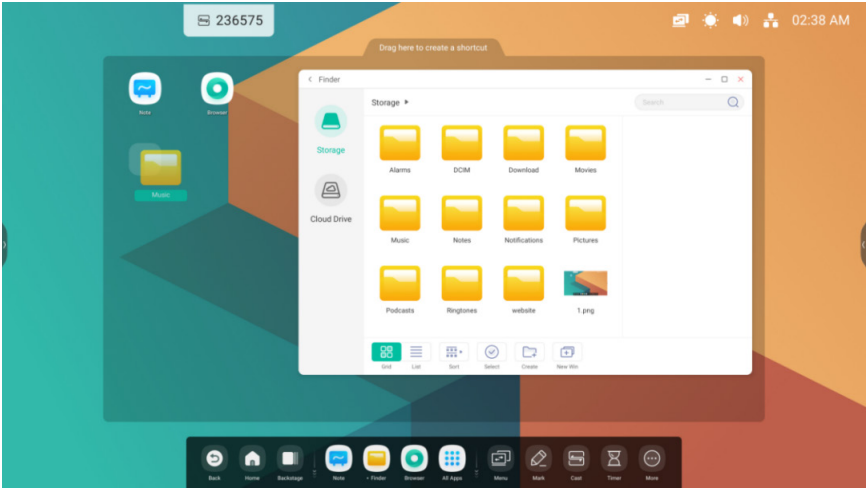 236575
02:38 AM
Drag here to create a shortcut
Note
Browser
Music
Finder
Storage
Search
Storage
Cloud Drive
Alarms
DCIM
Download
Movies
Music
Notes
Notifications
Pictures
Podcasts
Ringtones
website
1.png
Grid
List
Sort
Select
Create
New Win
Back
Home
Backstage
Note
• Finder
Browser
All Apps
Menu
Mark
Cast
Timer
More